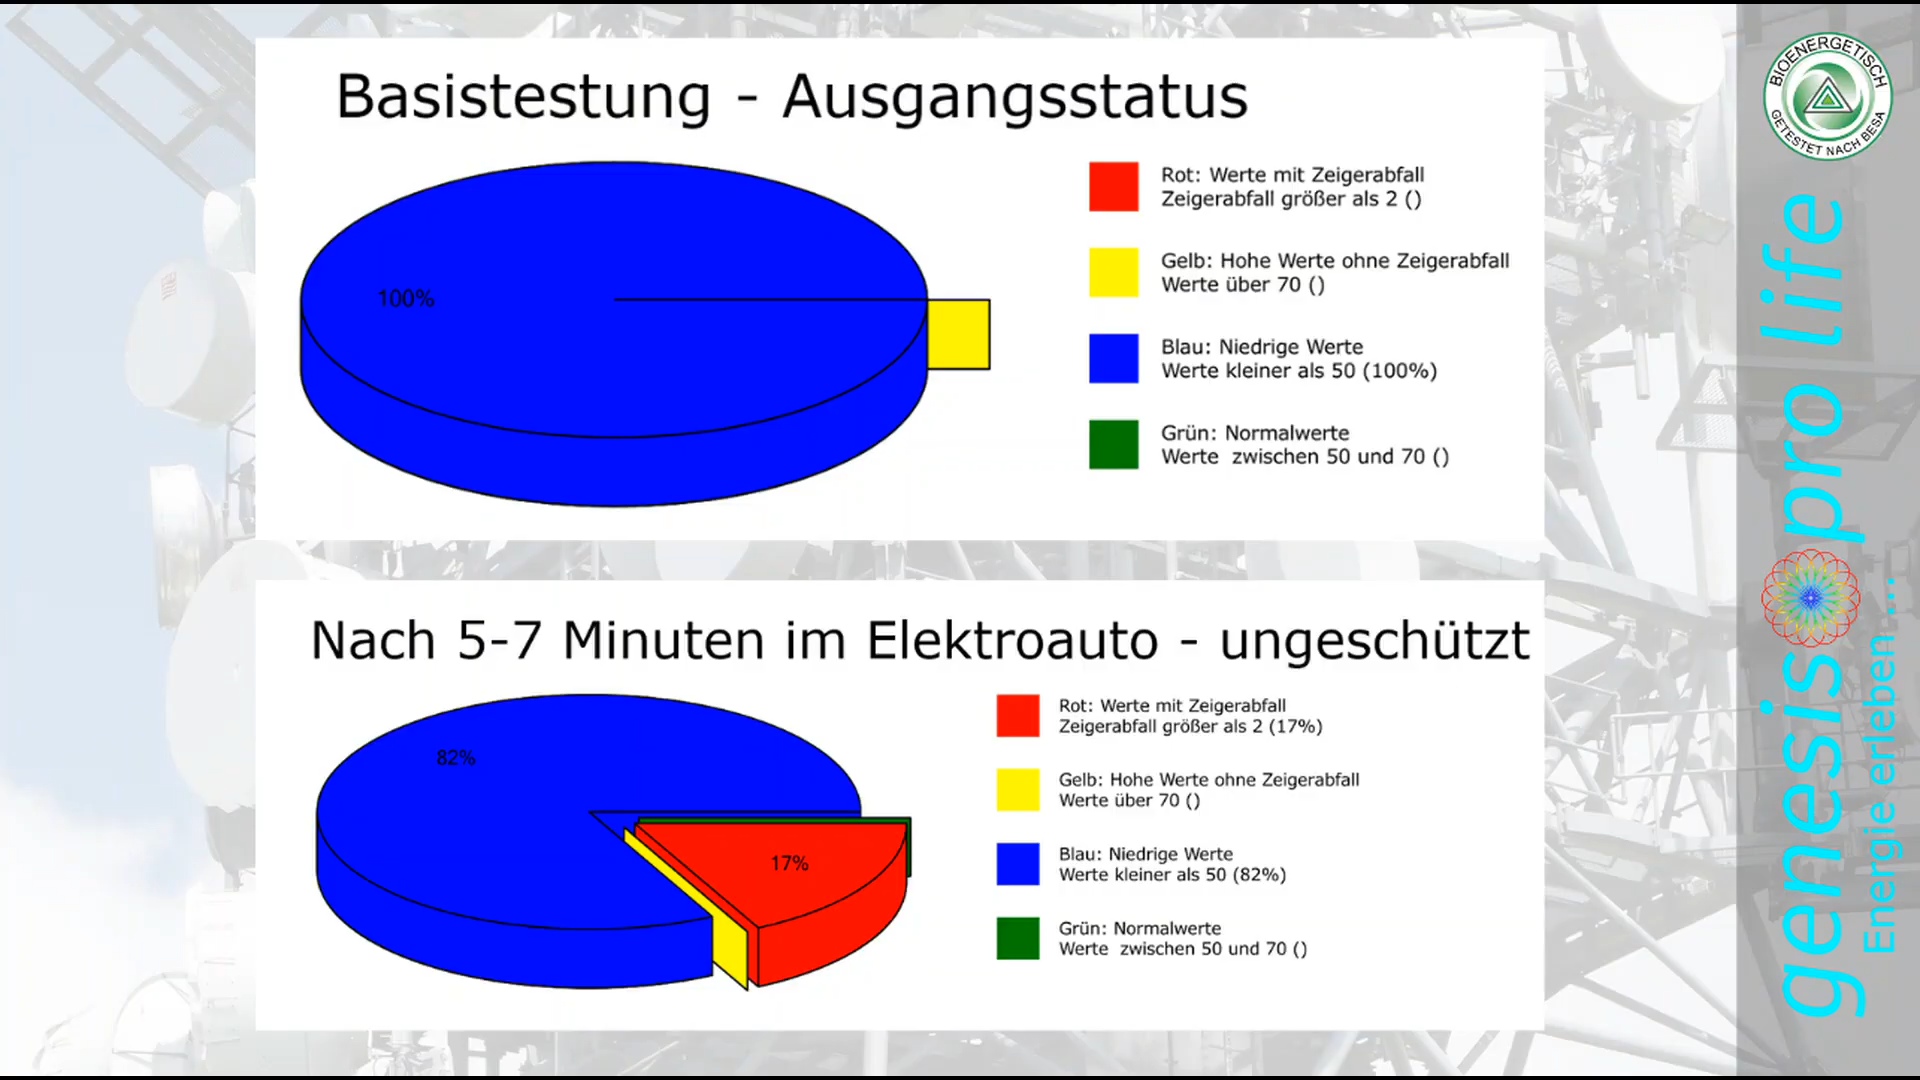 Basistestung - Ausgangsstatus
100%
Rot: Werte mit Zeigerabfall
Zeigerabfall größer als 2 ()
Gelb: Hohe Werte ohne Zeigerabfall
Werte über 70 ()
Blau: Niedrige Werte
Werte kleiner als 50 (100%)
Grün: Normalwerte
Werte  zwischen 50 und 70 ()
Nach 5-7 Minuten im Elektroauto - ungeschützt
82%
17%
Rot: Werte mit Zeigerabfall
Zeigerabfall größer als 2 (17%)
Gelb: Hohe Werte ohne Zeigerabfall
Werte über 70 ()
Blau: Niedrige Werte
Werte kleiner als 50 (82%)
Grün: Normalwerte
Werte  zwischen 50 und 70 ()
BIOENERGETISCH
GETESTET NACH BESA
genesis pro life
Energie erleben...